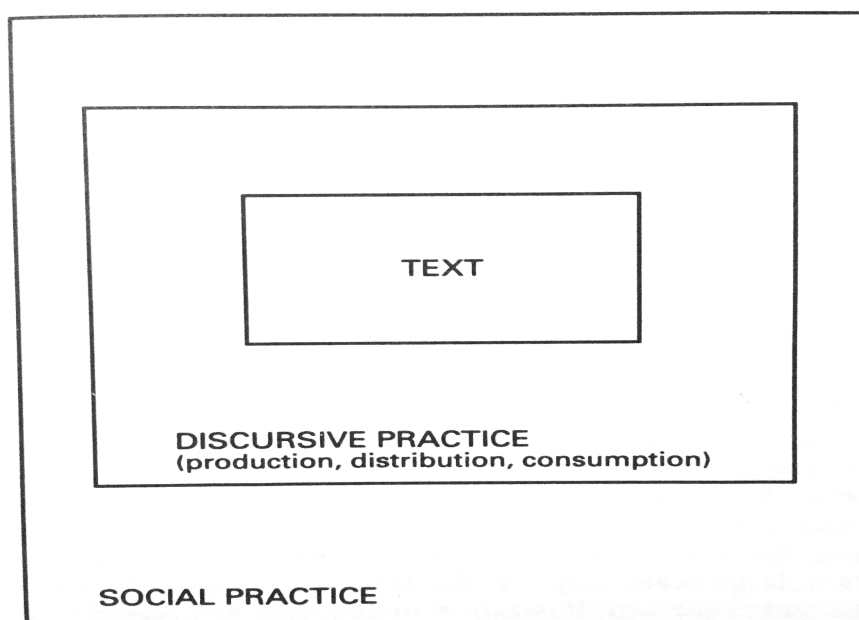 TEXT
DISCURSIVE PRACTICE
(production, distribution, consumption)
SOCIAL PRACTICE